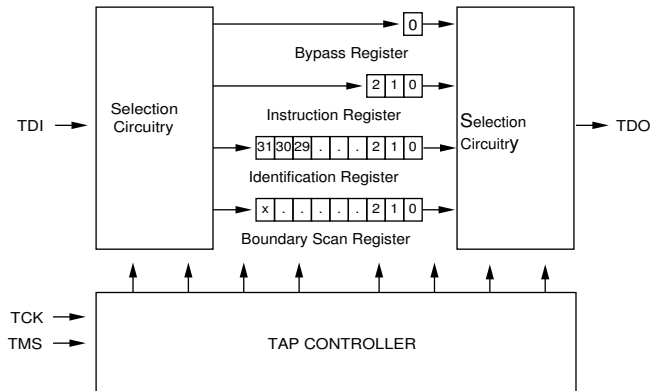 0
Bypass Register
2 1 0
Selection
Circuitry
Instruction Register
Selection
Circuitry
TDI
TDO
31 30 29 . . . 2 1 0
Identification Register
x . . . . . 2 1 0
Boundary Scan Register
TCK
TMS
TAP CONTROLLER